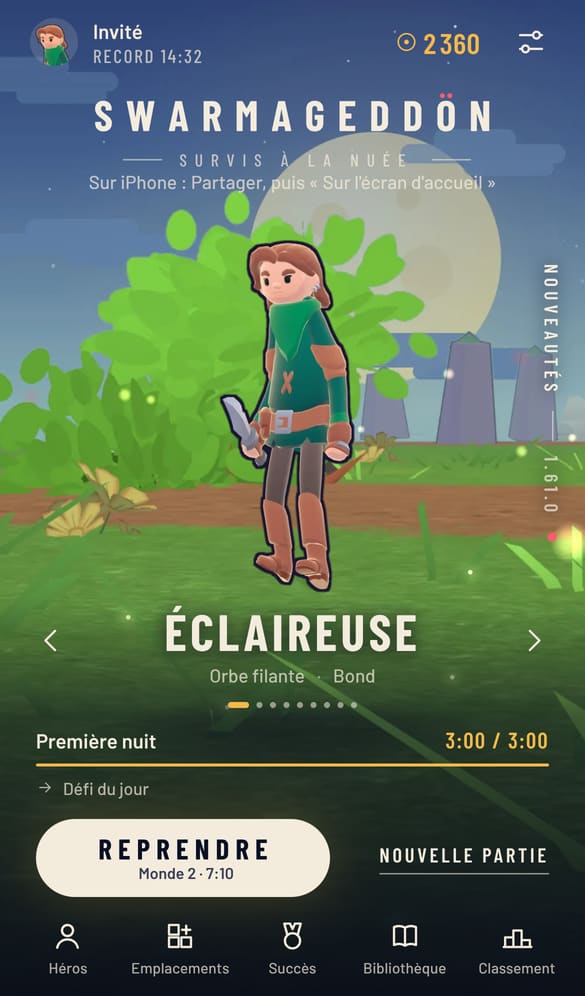 Invité
RECORD 14:32
2 360
SWARMAGEDDÖN
SURVIS À LA NUÉE
Sur iPhone : Partager, puis « Sur l'écran d'accueil »
NOUVEAUTÉS
1.61.0
ÉCLAIREUSE
Orbe filante · Bond
Première nuit
3:00 / 3:00
Défi du jour
REPRENDRE
Monde 2 · 7:10
NOUVELLE PARTIE
Héros
Emplacements
Succès
Bibliothèque
Classement